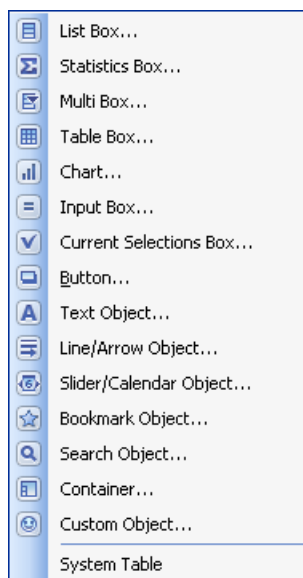 List Box...
Statistics Box...
Multi Box...
Table Box...
Chart...
Input Box...
Current Selections Box...
Button...
Text Object...
Line/Arrow Object...
Slider/Calendar Object...
Bookmark Object...
Search Object...
Container...
Custom Object...
System Table